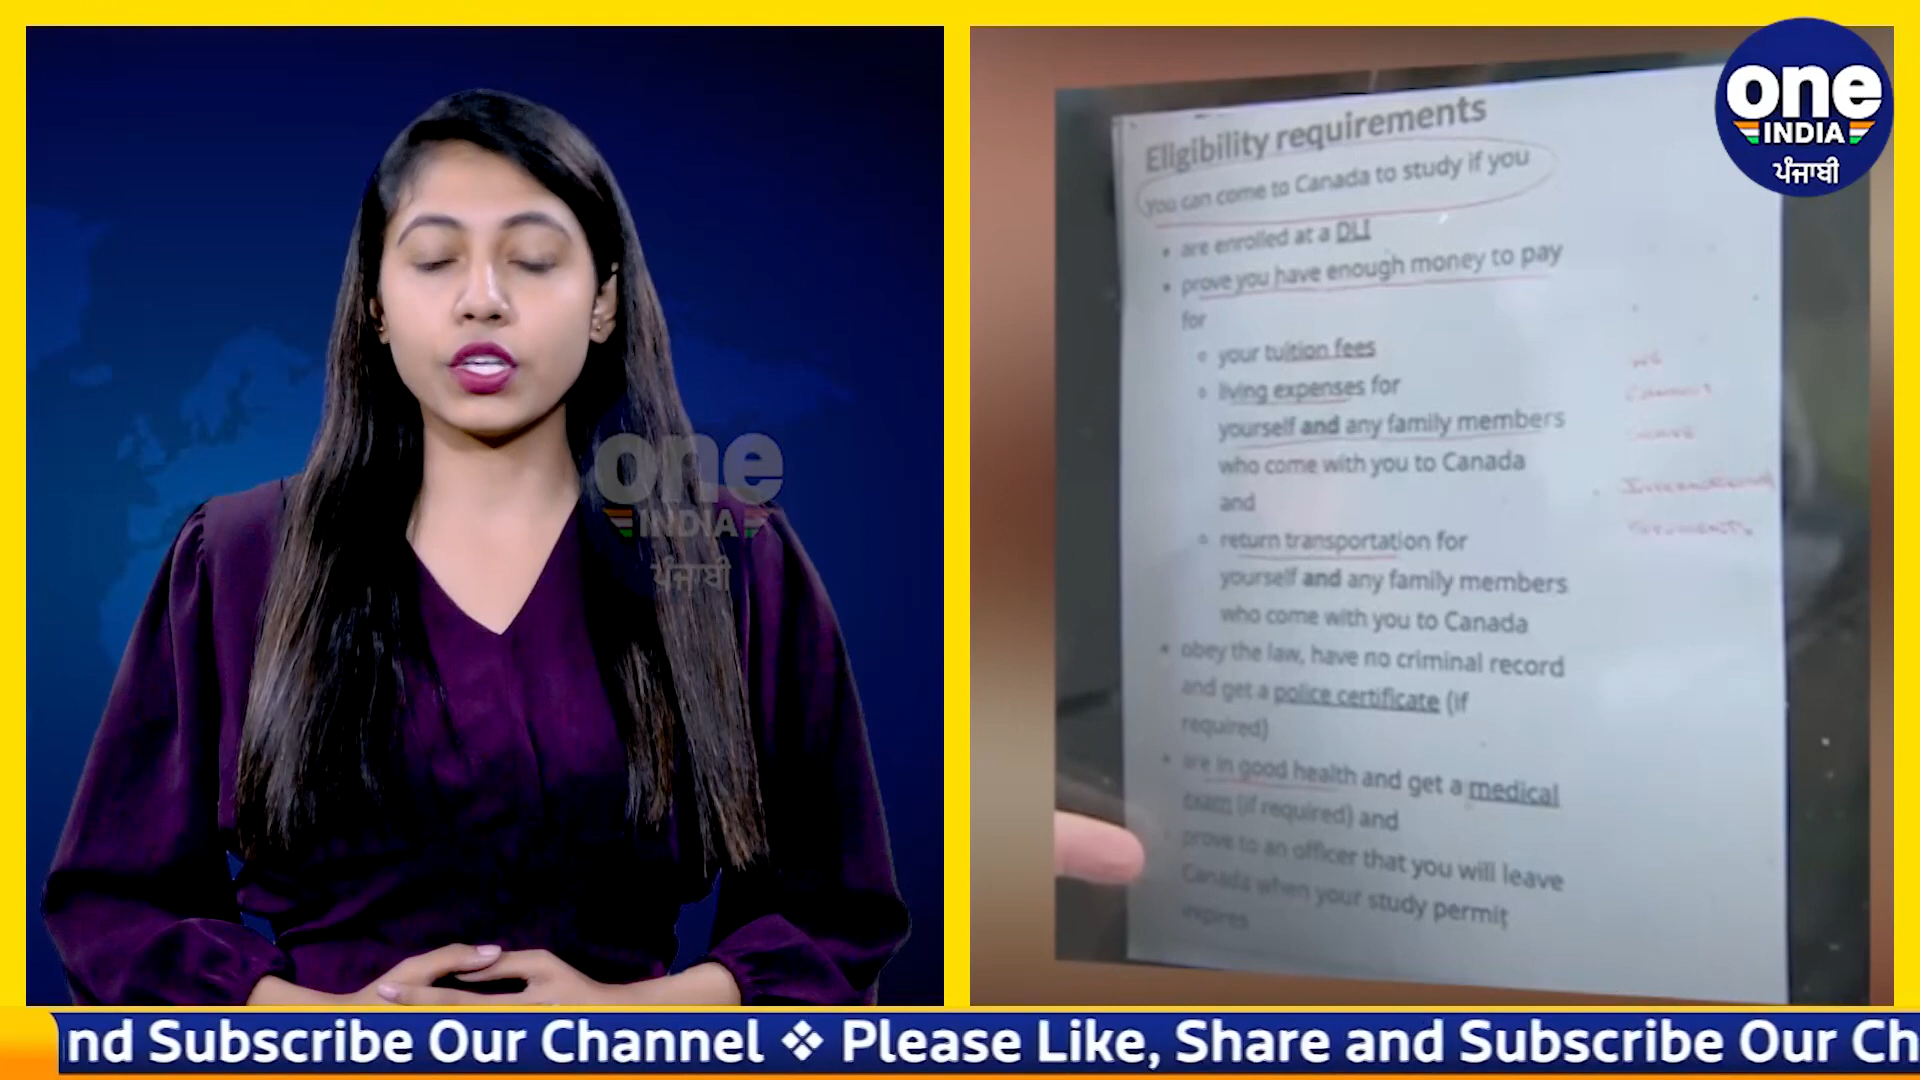 one
INDIA
ਪੰਜਾਬੀ
one
INDIA
ਪੰਜਾਬੀ
Eligibility requirements
You can come to Canada to study if you
• are enrolled at a DLI
• prove you have enough money to pay
for
your tuition fees
living expenses for
yourself and any family members
who come with you to Canada
and
return transportation for
yourself and any family members
who come with you to Canada
• obey the law, have no criminal record
and get a police certificate (if
required)
• are in good health and get a medical
exam (if required) and
prove to an officer that you will leave
Canada when your study permit
expires
nd Subscribe Our Channel ❖ Please Like, Share and Subscribe Our Ch